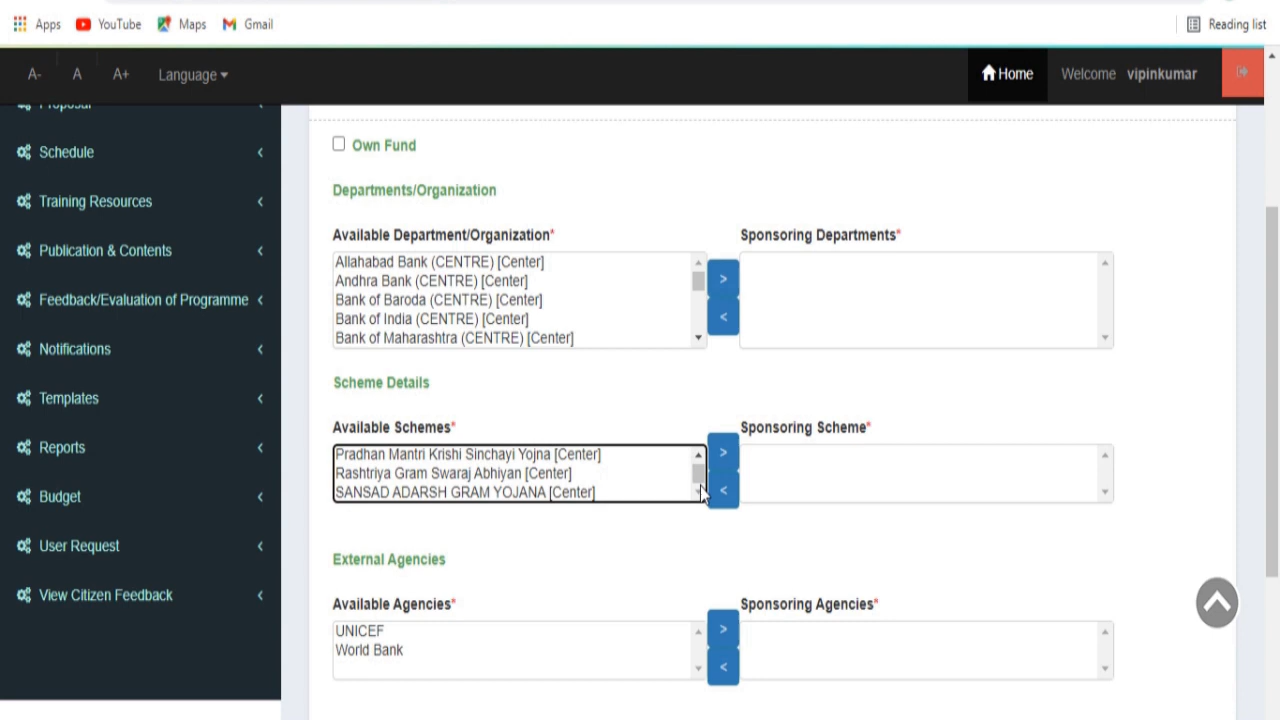 Apps YouTube Maps Gmail Reading list
A- A A+ Language Home Welcome vipinkumar
Proposal
Schedule
Training Resources
Publication & Contents
Feedback/Evaluation of Programme
Notifications
Templates
Reports
Budget
User Request
View Citizen Feedback
Own Fund
Departments/Organization
Available Department/Organization* Sponsoring Departments*
Allahabad Bank (CENTRE) [Center]
Andhra Bank (CENTRE) [Center]
Bank of Baroda (CENTRE) [Center]
Bank of India (CENTRE) [Center]
Bank of Maharashtra (CENTRE) [Center]
>
<
Scheme Details
Available Schemes* Sponsoring Scheme*
Pradhan Mantri Krishi Sinchayi Yojna [Center]
Rashtriya Gram Swaraj Abhiyan [Center]
SANSAD ADARSH GRAM YOJANA [Center]
>
<
External Agencies
Available Agencies* Sponsoring Agencies*
UNICEF
World Bank
>
<